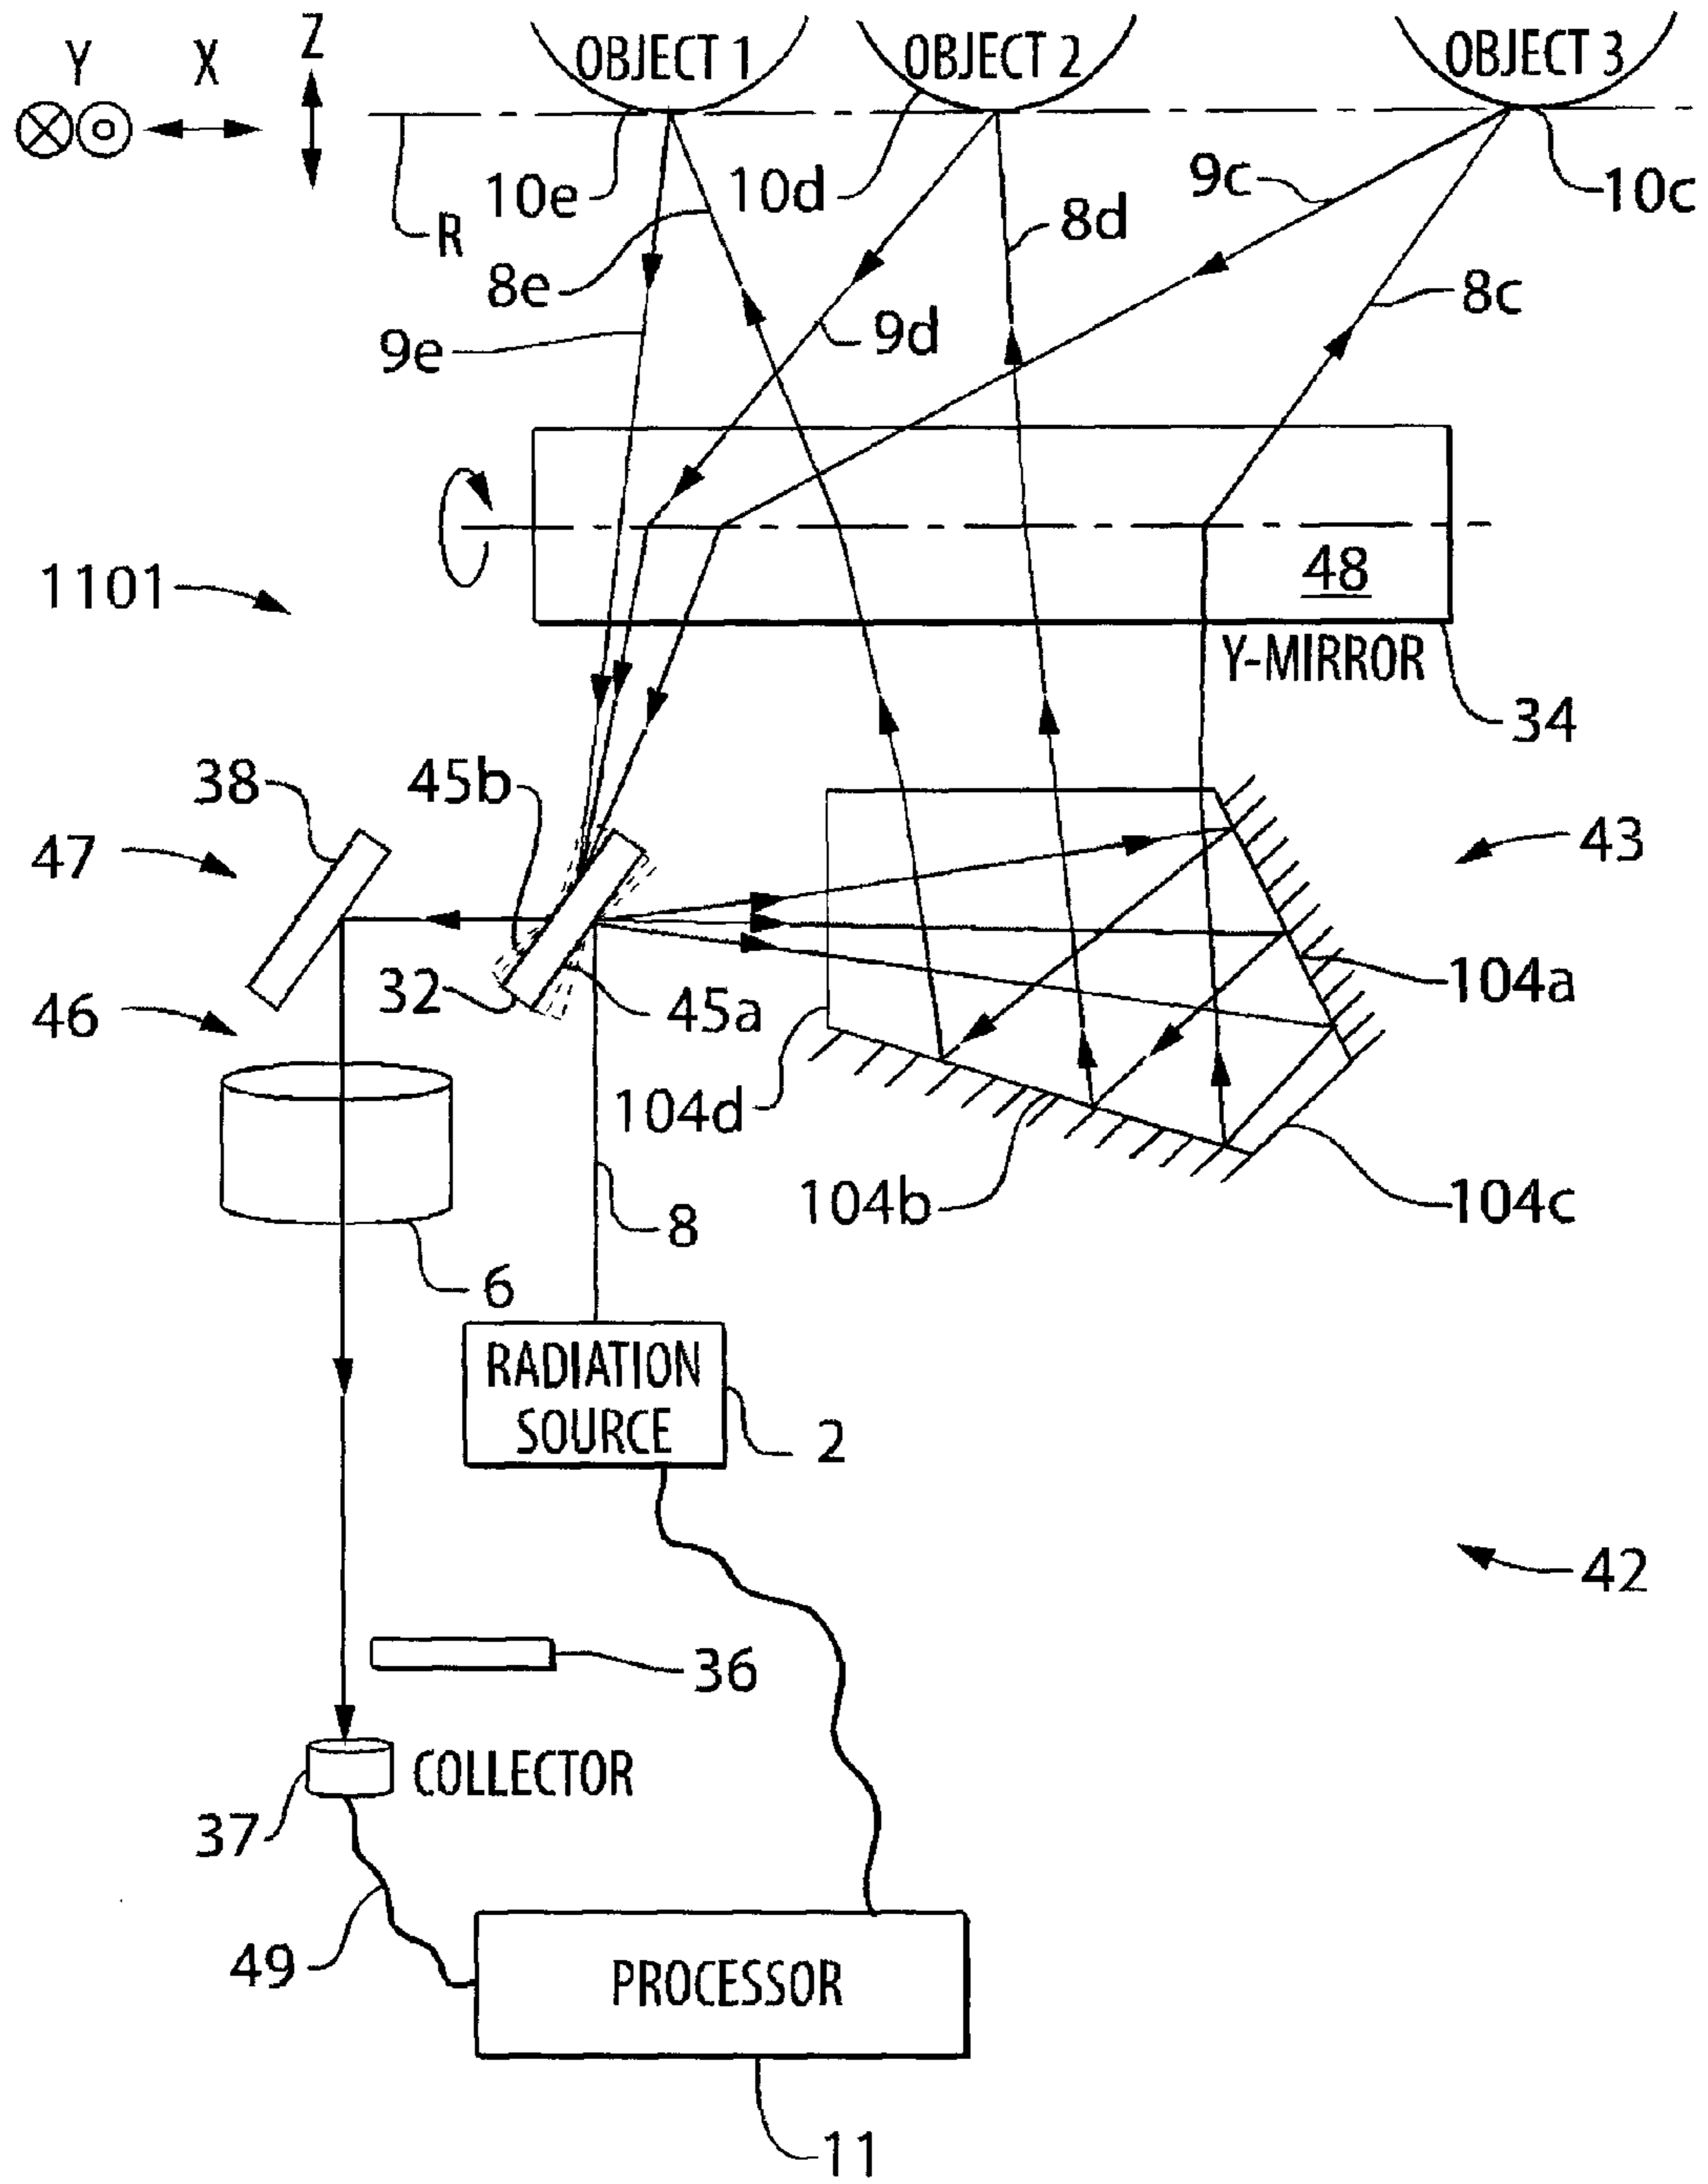 Y X Z
OBJECT 1 OBJECT 2 OBJECT 3
R 10e 10d 9c 10c
8e 8d 8c
9e 9d
1101
48
Y-MIRROR
34
38 45b
47 43
32 45a 104a
46
104d
104b 104c
8
6
RADIATION
SOURCE
2
42
36
COLLECTOR
37
49
PROCESSOR
11